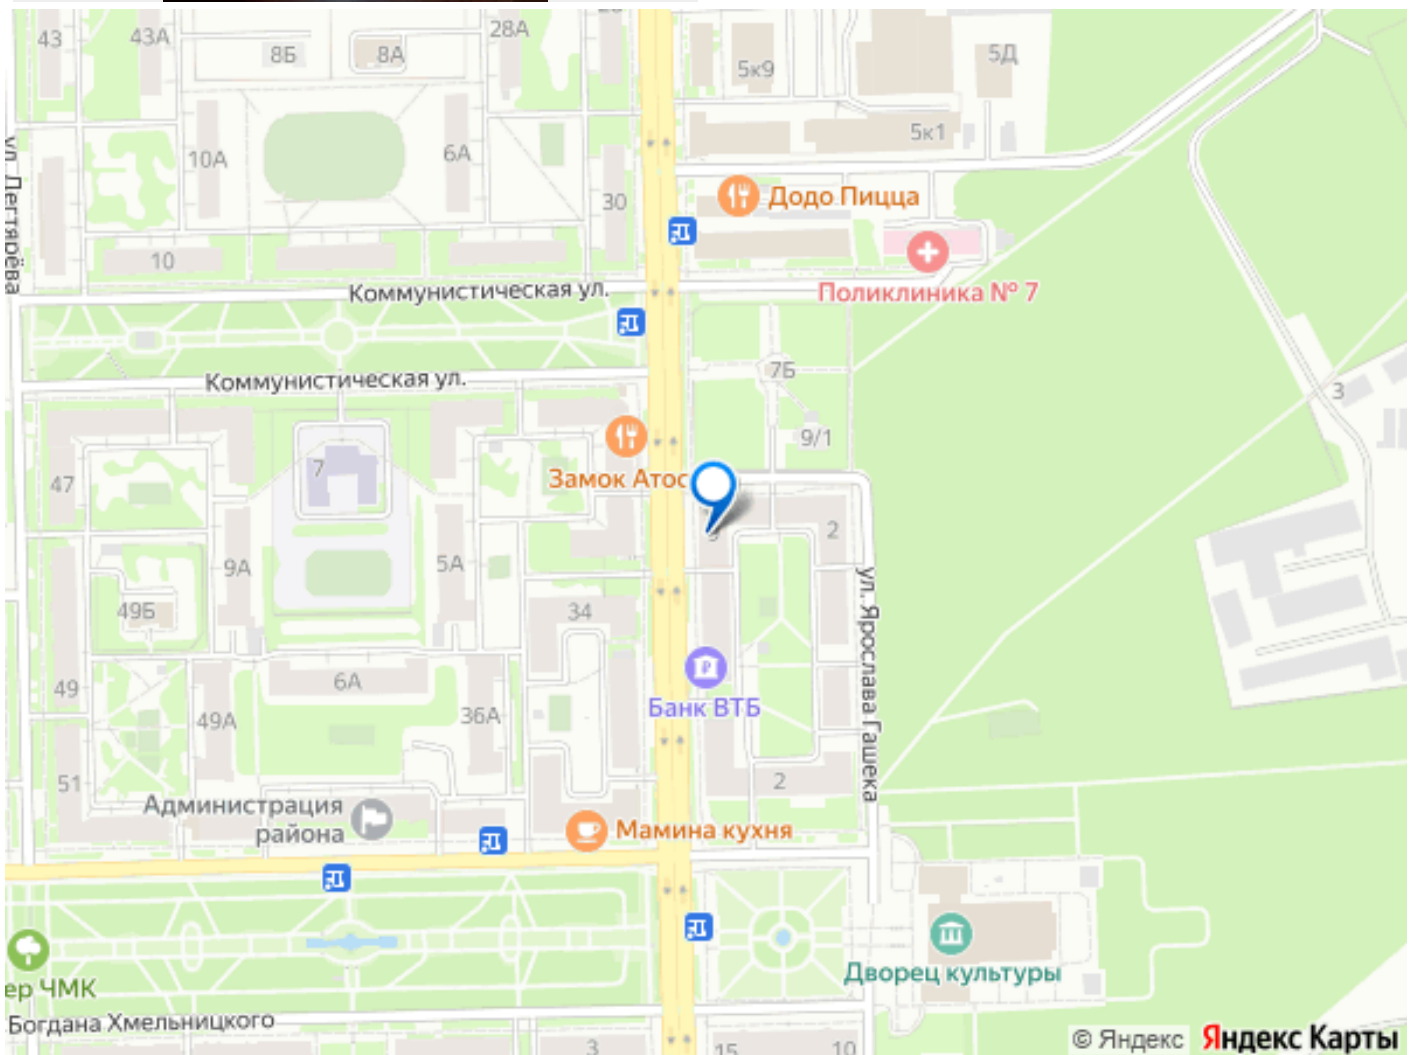 43
43А
8Б
8А
28А
5к9
5Д
10А
6А
5к1
ул. Дегтярёва
30
Додо Пицца
10
Коммунистическая ул.
Поликлиника № 7
Коммунистическая ул.
7Б
3
9/1
47
7
Замок Атос
9А
5А
2
49Б
34
ул. Ярослава Гашека
49
6А
49А
36А
Банк ВТБ
51
2
Администрация
района
Мамина кухня
ер ЧМК
Дворец культуры
Богдана Хмельницкого
3
15
10
© Яндекс Яндекс Карты